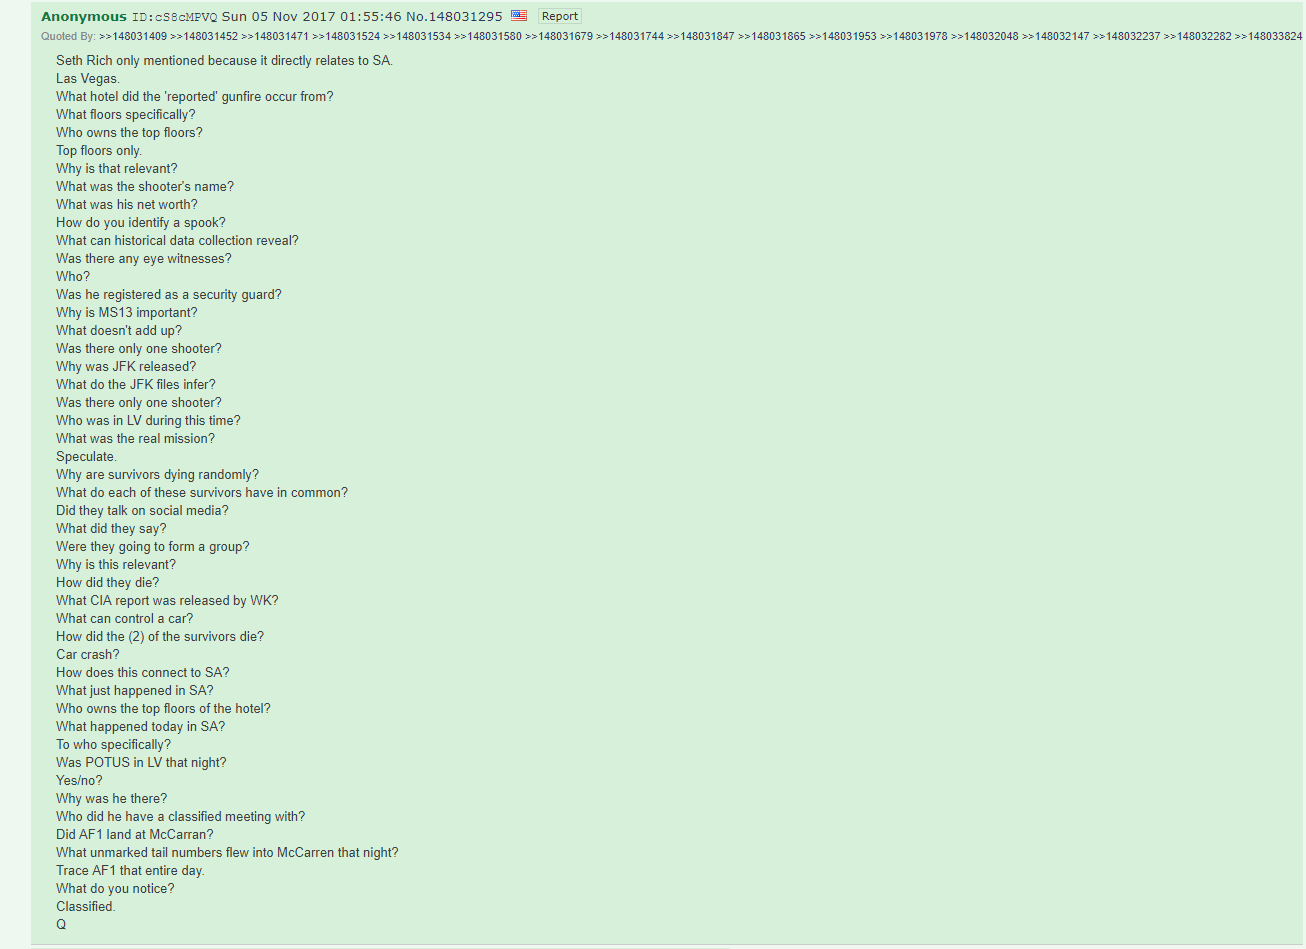 Anonymous ID:cS8cMPVQ Sun 05 Nov 2017 01:55:46 No.148031295 Report
Quoted By: >>148031409 >>148031452 >>148031471 >>148031524 >>148031534 >>148031580 >>148031679 >>148031744 >>148031847 >>148031865 >>148031953 >>148031978 >>148032048 >>148032147 >>148032237 >>148032282 >>148033824
Seth Rich only mentioned because it directly relates to SA.
Las Vegas.
What hotel did the 'reported' gunfire occur from?
What floors specifically?
Who owns the top floors?
Top floors only.
Why is that relevant?
What was the shooter's name?
What was his net worth?
How do you identify a spook?
What can historical data collection reveal?
Was there any eye witnesses?
Who?
Was he registered as a security guard?
Why is MS13 important?
What doesn't add up?
Was there only one shooter?
Why was JFK released?
What do the JFK files infer?
Was there only one shooter?
Who was in LV during this time?
What was the real mission?
Speculate.
Why are survivors dying randomly?
What do each of these survivors have in common?
Did they talk on social media?
What did they say?
Were they going to form a group?
Why is this relevant?
How did they die?
What CIA report was released by WK?
What can control a car?
How did the (2) of the survivors die?
Car crash?
How does this connect to SA?
What just happened in SA?
Who owns the top floors of the hotel?
What happened today in SA?
To who specifically?
Was POTUS in LV that night?
Yes/no?
Why was he there?
Who did he have a classified meeting with?
Did AF1 land at McCarran?
What unmarked tail numbers flew into McCarren that night?
Trace AF1 that entire day.
What do you notice?
Classified.
Q